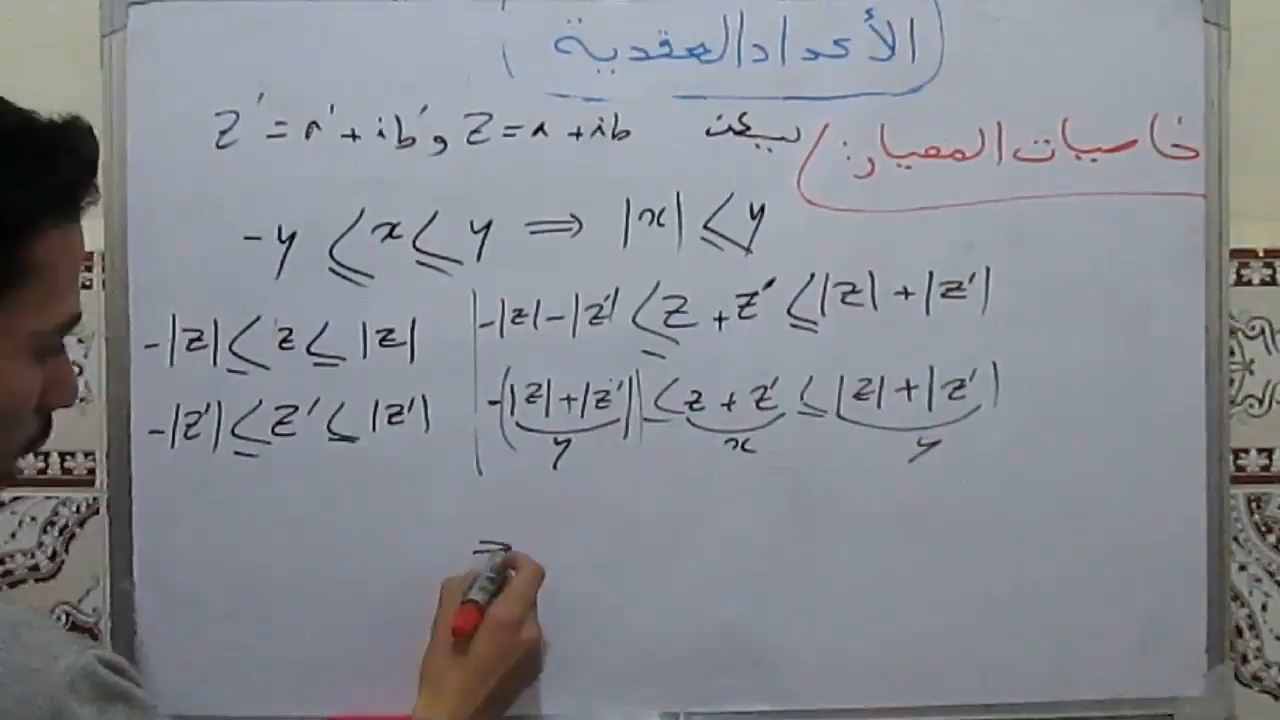 الأعداد العقدية
خاصيات المعيار:
ليكن Z = a + ib و Z' = a' + ib'
-y ≤ x ≤ y ⇒ |x| ≤ y
-|z| ≤ z ≤ |z|
-|z'| ≤ z' ≤ |z'|
-|z| - |z'| ≤ z + z' ≤ |z| + |z'|
-(|z| + |z'|) ≤ z + z' ≤ |z| + |z'|
y x y
=